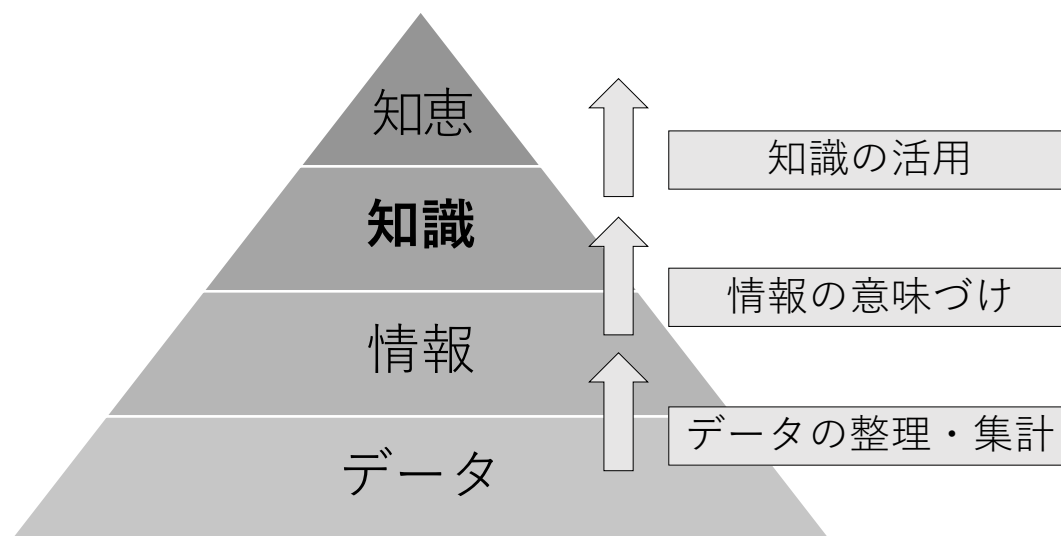 知恵
知識の活用
知識
情報の意味づけ
情報
データの整理・集計
データ